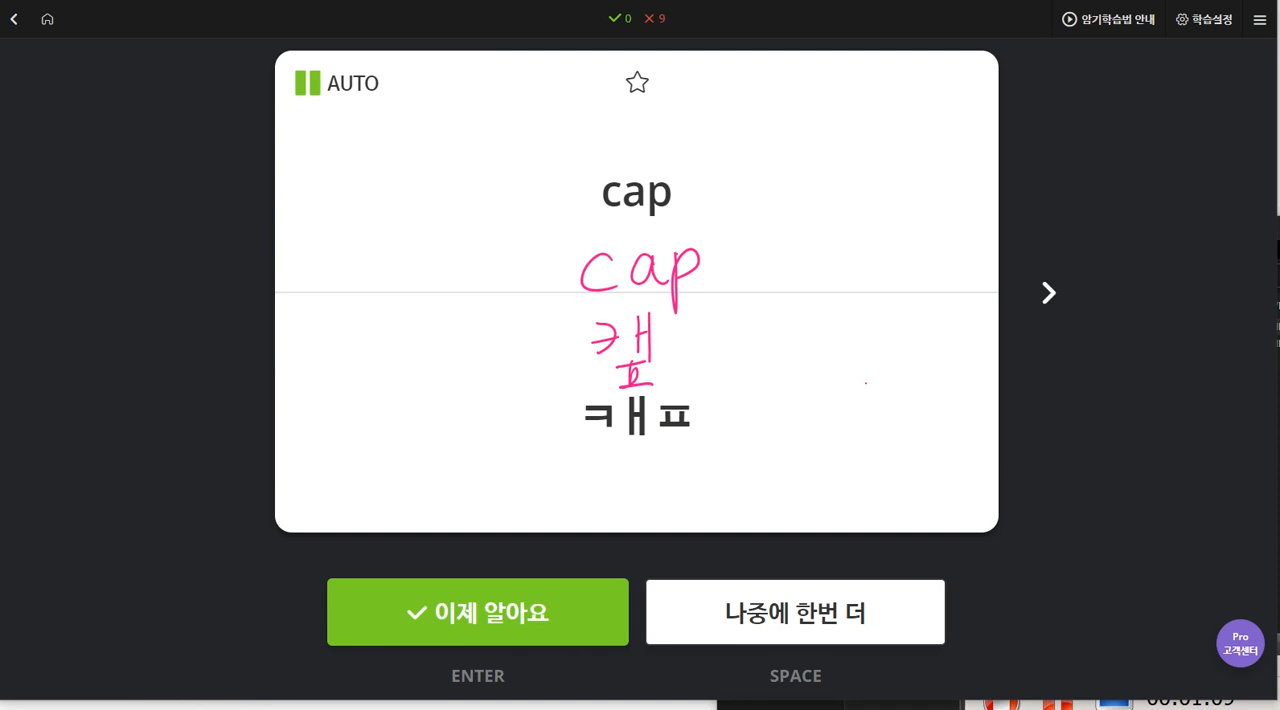 0 9 암기학습법 안내 학습설정
AUTO
cap
cap
캪
ㅋㅐㅍ
이제 알아요 나중에 한번 더
ENTER SPACE
Pro
고객센터